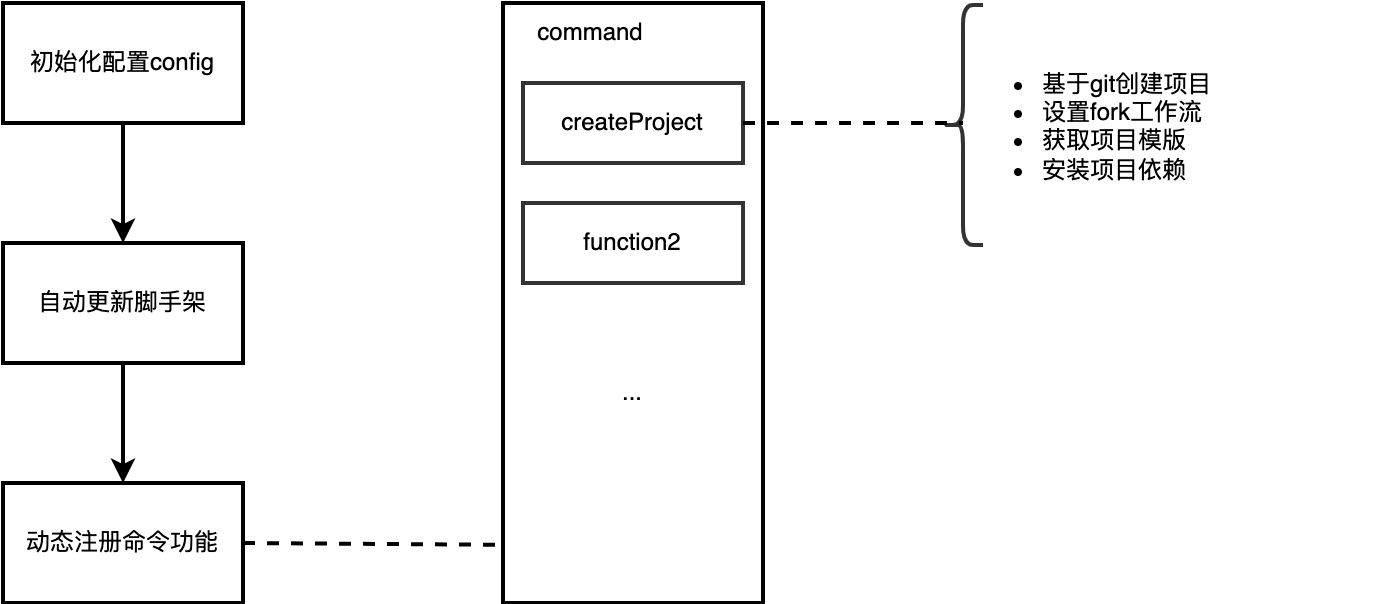 初始化配置config
自动更新脚手架
动态注册命令功能
command
createProject
function2
...
基于git创建项目
设置fork工作流
获取项目模版
安装项目依赖